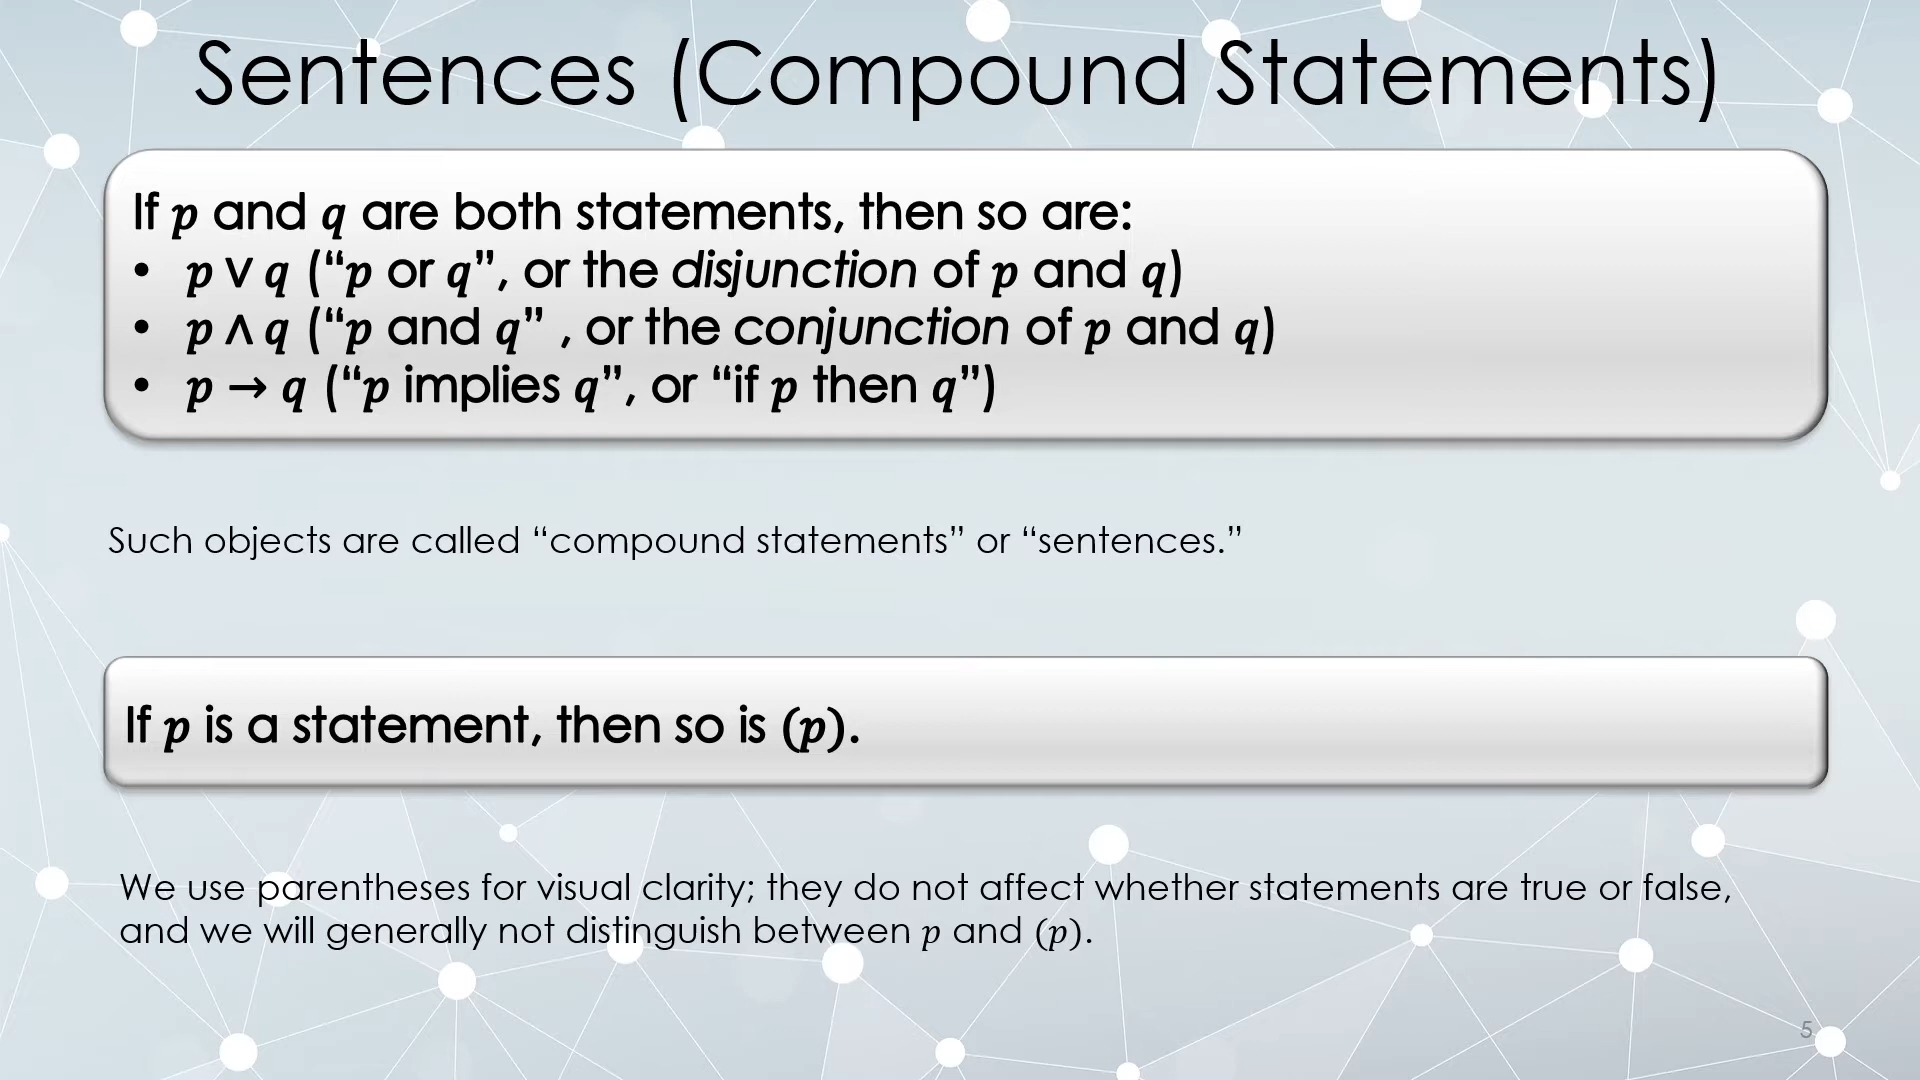 Sentences (Compound Statements)
If p and q are both statements, then so are:
• p ∨ q (“p or q”, or the disjunction of p and q)
• p ∧ q (“p and q” , or the conjunction of p and q)
• p → q (“p implies q”, or “if p then q”)
Such objects are called “compound statements” or “sentences.”
If p is a statement, then so is (p).
We use parentheses for visual clarity; they do not affect whether statements are true or false,
and we will generally not distinguish between p and (p).
5